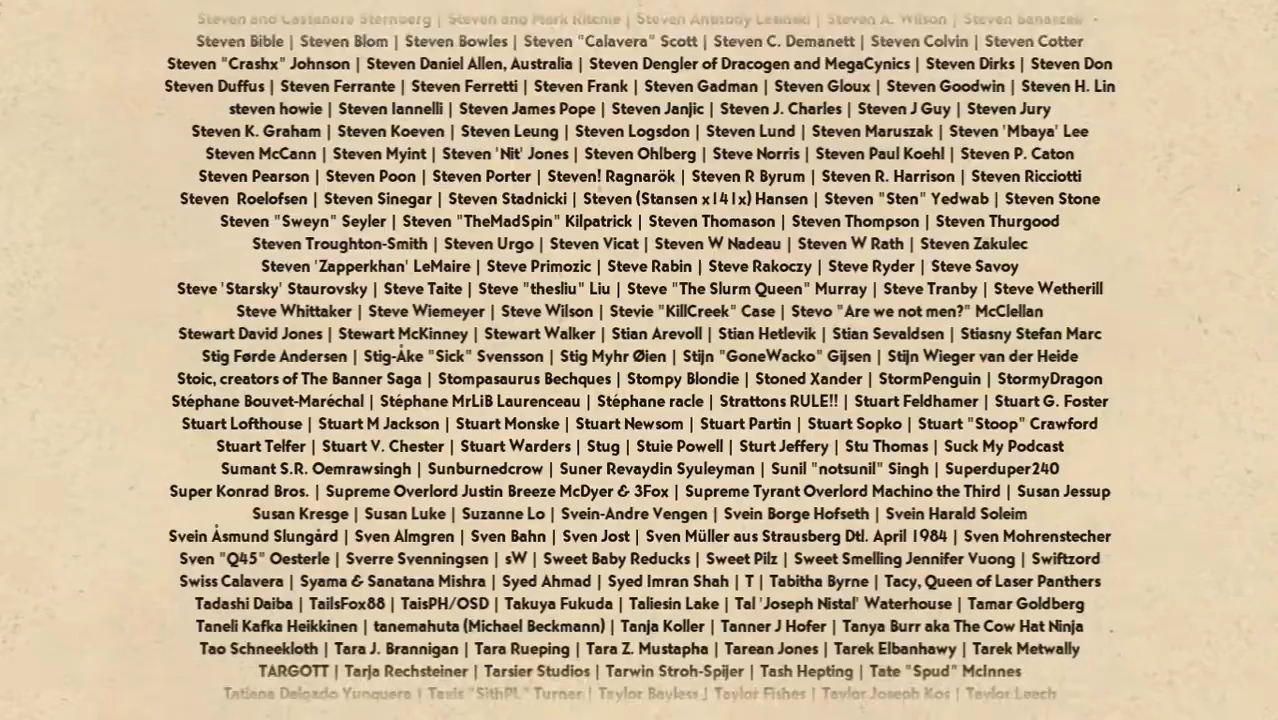 Steven and Mark Ritchie | Steven A. Wilson |
Steven Bible | Steven Blom | Steven Bowles | Steven "Calavera" Scott | Steven C. Demanett | Steven Colvin | Steven Cotter
Steven "Crashx" Johnson | Steven Daniel Allen, Australia | Steven Dengler of Dracogen and MegaCynics | Steven Dirks | Steven Don
Steven Duffus | Steven Ferrante | Steven Ferretti | Steven Frank | Steven Gadman | Steven Gloux | Steven Goodwin | Steven H. Lin
steven howie | Steven Iannelli | Steven James Pope | Steven Janjic | Steven J. Charles | Steven J Guy | Steven Jury
Steven K. Graham | Steven Koeven | Steven Leung | Steven Logsdon | Steven Lund | Steven Maruszak | Steven 'Mbaya' Lee
Steven McCann | Steven Myint | Steven 'Nit' Jones | Steven Ohlberg | Steve Norris | Steven Paul Koehl | Steven P. Caton
Steven Pearson | Steven Poon | Steven Porter | Steven! Ragnarök | Steven R Byrum | Steven R. Harrison | Steven Ricciotti
Steven Roelofsen | Steven Sinegar | Steven Stadnicki | Steven (Stansen x141x) Hansen | Steven "Sten" Yedwab | Steven Stone
Steven "Sweyn" Seyler | Steven "TheMadSpin" Kilpatrick | Steven Thomason | Steven Thompson | Steven Thurgood
Steven Troughton-Smith | Steven Urgo | Steven Vicat | Steven W Nadeau | Steven W Rath | Steven Zakulec
Steven 'Zapperkhan' LeMaire | Steve Primozic | Steve Rabin | Steve Rakoczy | Steve Ryder | Steve Savoy
Steve 'Starsky' Staurovsky | Steve Taite | Steve "thesliu" Liu | Steve "The Slurm Queen" Murray | Steve Tranby | Steve Wetherill
Steve Whittaker | Steve Wiemeyer | Steve Wilson | Stevie "KillCreek" Case | Stevo "Are we not men?" McClellan
Stewart David Jones | Stewart McKinney | Stewart Walker | Stian Arevoll | Stian Hetlevik | Stian Sevaldsen | Stiasny Stefan Marc
Stig Førde Andersen | Stig-Åke "Sick" Svensson | Stig Myhr Øien | Stijn "GoneWacko" Gijsen | Stijn Wieger van der Heide
Stoic, creators of The Banner Saga | Stompasaurus Bechques | Stompy Blondie | Stoned Xander | StormPenguin | StormyDragon
Stéphane Bouvet-Maréchal | Stéphane MrLiB Laurenceau | Stéphane racle | Strattons RULE!! | Stuart Feldhamer | Stuart G. Foster
Stuart Lofthouse | Stuart M Jackson | Stuart Monske | Stuart Newsom | Stuart Partin | Stuart Sopko | Stuart "Stoop" Crawford
Stuart Telfer | Stuart V. Chester | Stuart Warders | Stug | Stuie Powell | Sturt Jeffery | Stu Thomas | Suck My Podcast
Sumant S.R. Oemrawsingh | Sunburnedcrow | Suner Revaydin Syuleyman | Sunil "notsunil" Singh | Superduper240
Super Konrad Bros. | Supreme Overlord Justin Breeze McDyer & 3Fox | Supreme Tyrant Overlord Machino the Third | Susan Jessup
Susan Kresge | Susan Luke | Suzanne Lo | Svein-Andre Vengen | Svein Borge Hofseth | Svein Harald Soleim
Svein Åsmund Slungård | Sven Almgren | Sven Bahn | Sven Jost | Sven Müller aus Strausberg Dtl. April 1984 | Sven Mohrenstecher
Sven "Q45" Oesterle | Sverre Svenningsen | sW | Sweet Baby Reducks | Sweet Pilz | Sweet Smelling Jennifer Vuong | Swiftzord
Swiss Calavera | Syama & Sanatana Mishra | Syed Ahmad | Syed Imran Shah | T | Tabitha Byrne | Tacy, Queen of Laser Panthers
Tadashi Daiba | TailsFox88 | TaisPH/OSD | Takuya Fukuda | Taliesin Lake | Tal 'Joseph Nistal' Waterhouse | Tamar Goldberg
Taneli Kafka Heikkinen | tanemahuta (Michael Beckmann) | Tanja Koller | Tanner J Hofer | Tanya Burr aka The Cow Hat Ninja
Tao Schneekloth | Tara J. Brannigan | Tara Rueping | Tara Z. Mustapha | Tarean Jones | Tarek Elbanhawy | Tarek Metwally
TARGOTT | Tarja Rechsteiner | Tarsier Studios | Tarwin Stroh-Spijer | Tash Hepting | Tate "Spud" McInnes
Tatiana Delgado Yunquera | Tavis "SithPL" Turner | Taylor Bayless | Taylor Fishes | Taylor Joseph Kos | Taylor Leech